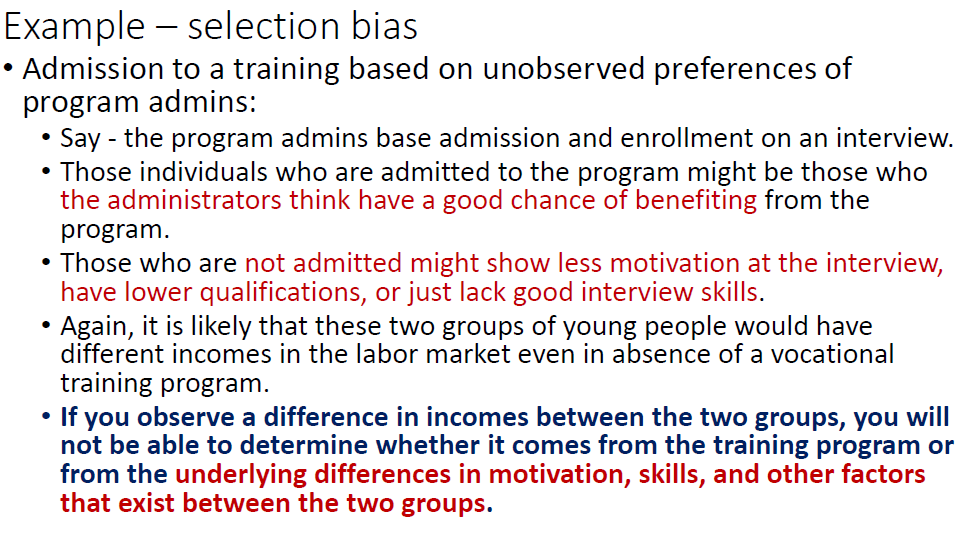 Example – selection bias
• Admission to a training based on unobserved preferences of
program admins:
• Say - the program admins base admission and enrollment on an interview.
• Those individuals who are admitted to the program might be those who
the administrators think have a good chance of benefiting from the
program.
• Those who are not admitted might show less motivation at the interview,
have lower qualifications, or just lack good interview skills.
• Again, it is likely that these two groups of young people would have
different incomes in the labor market even in absence of a vocational
training program.
• If you observe a difference in incomes between the two groups, you will
not be able to determine whether it comes from the training program or
from the underlying differences in motivation, skills, and other factors
that exist between the two groups.